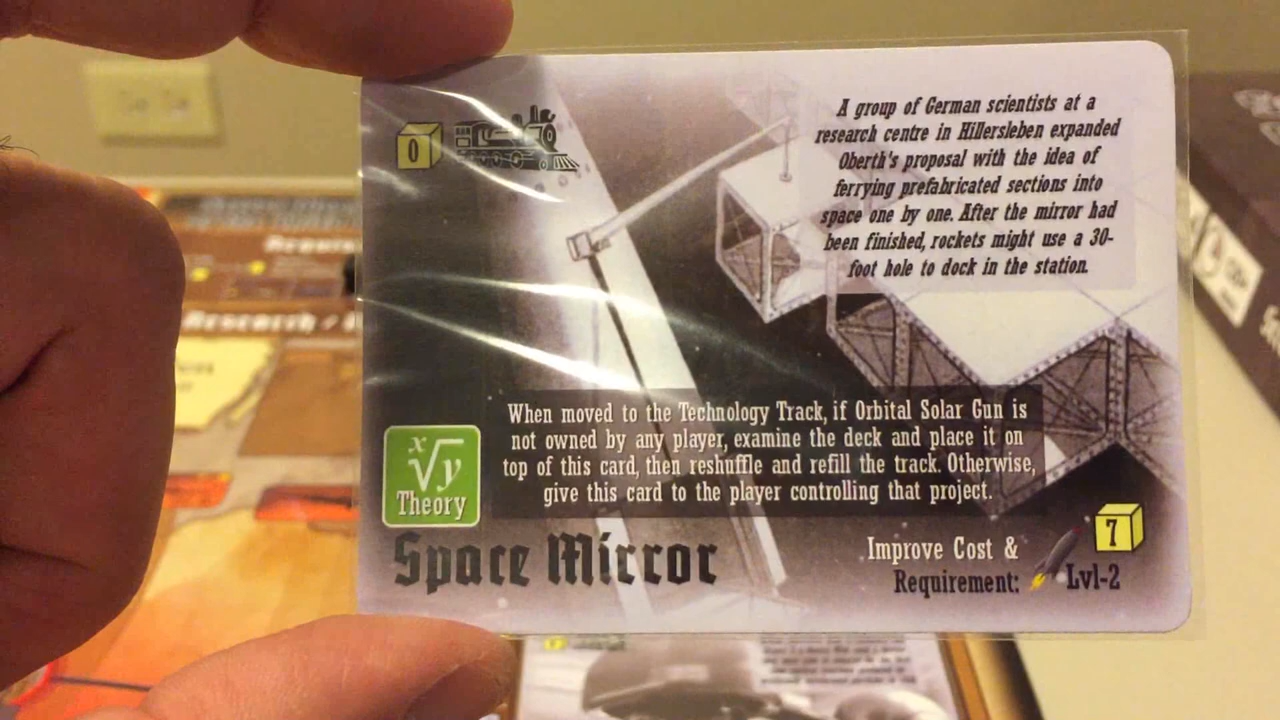 0
A group of German scientists at a
research centre in Hillersleben expanded
Oberth's proposal with the idea of
ferrying prefabricated sections into
space one by one. After the mirror had
been finished, rockets might use a 30-
foot hole to dock in the station.
When moved to the Technology Track, if Orbital Solar Gun is
not owned by any player, examine the deck and place it on
top of this card, then reshuffle and refill the track. Otherwise,
give this card to the player controlling that project.
x√y
Theory
Space Mirror
Improve Cost &
Requirement:
7
Lvl-2
Research /